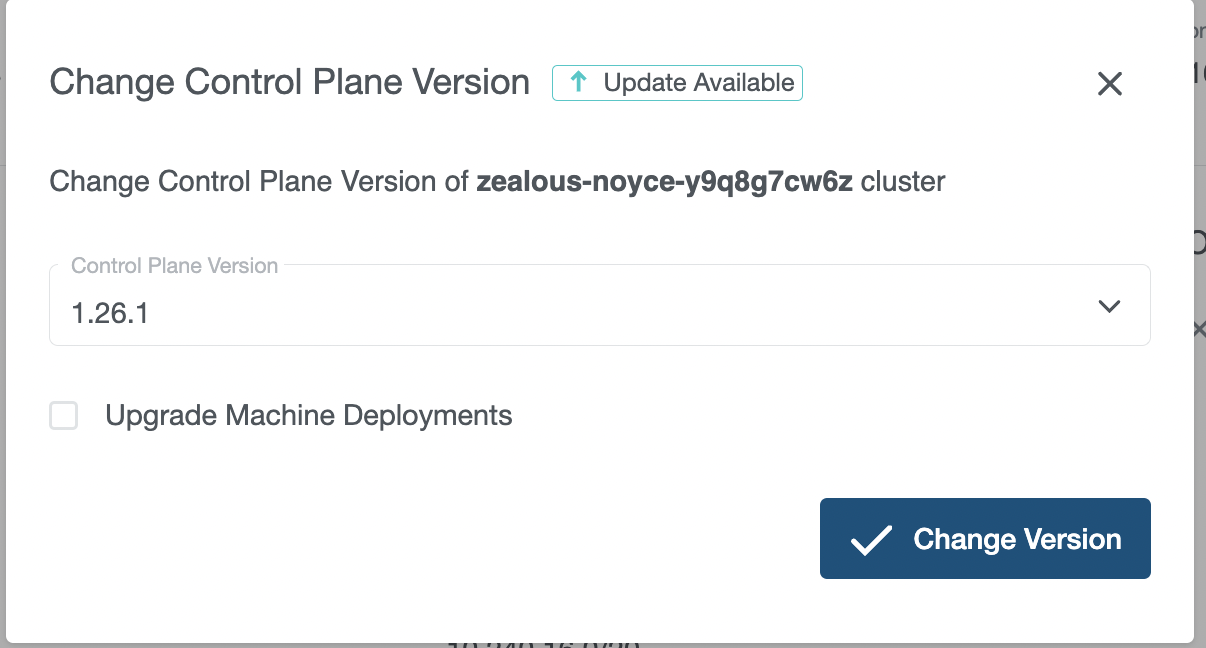 Change Control Plane Version
Update Available
Change Control Plane Version of zealous-noyce-y9q8g7cw6z cluster
Control Plane Version
1.26.1
Upgrade Machine Deployments
Change Version